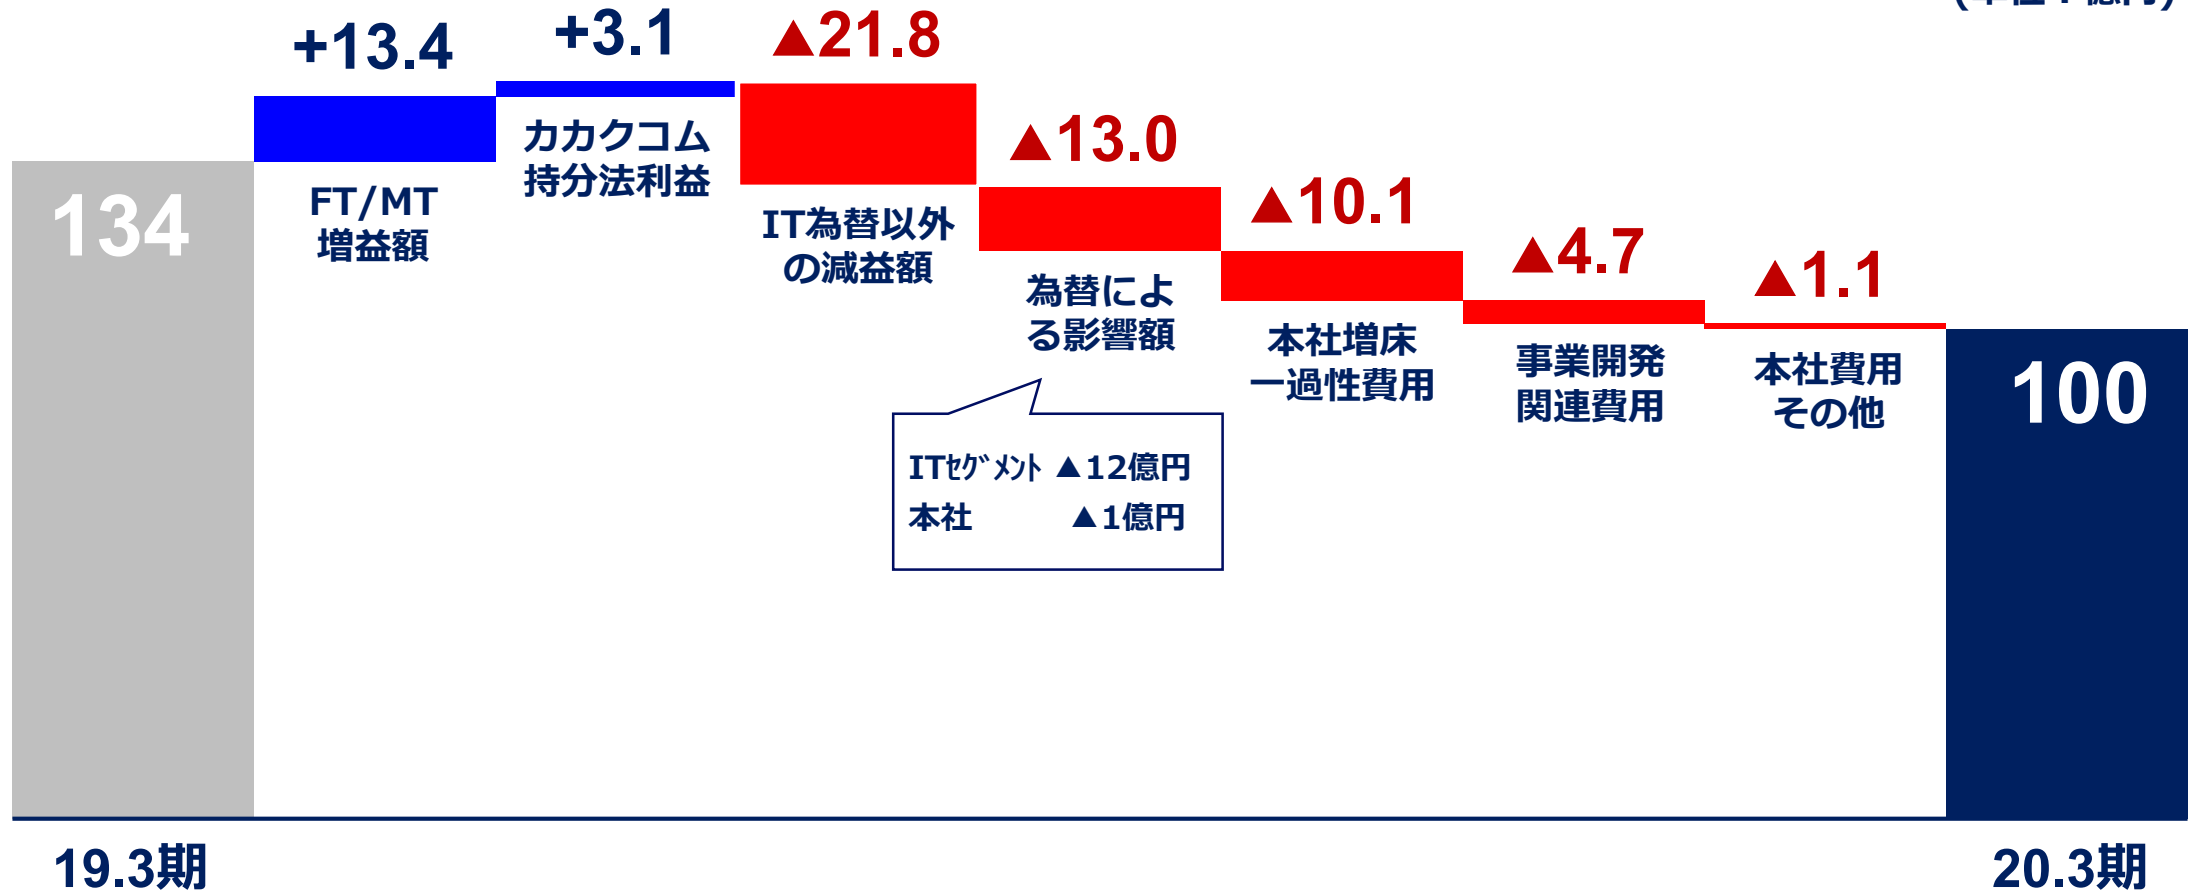 +13.4
+3.1
▲21.8
▲13.0
▲10.1
▲4.7
▲1.1
134
FT/MT
増益額
カカクコム
持分法利益
IT為替以外
の減益額
為替によ
る影響額
本社増床
一過性費用
事業開発
関連費用
本社費用
その他
100
ITｾｸﾞﾒﾝﾄ ▲12億円
本社 ▲1億円
19.3期
20.3期